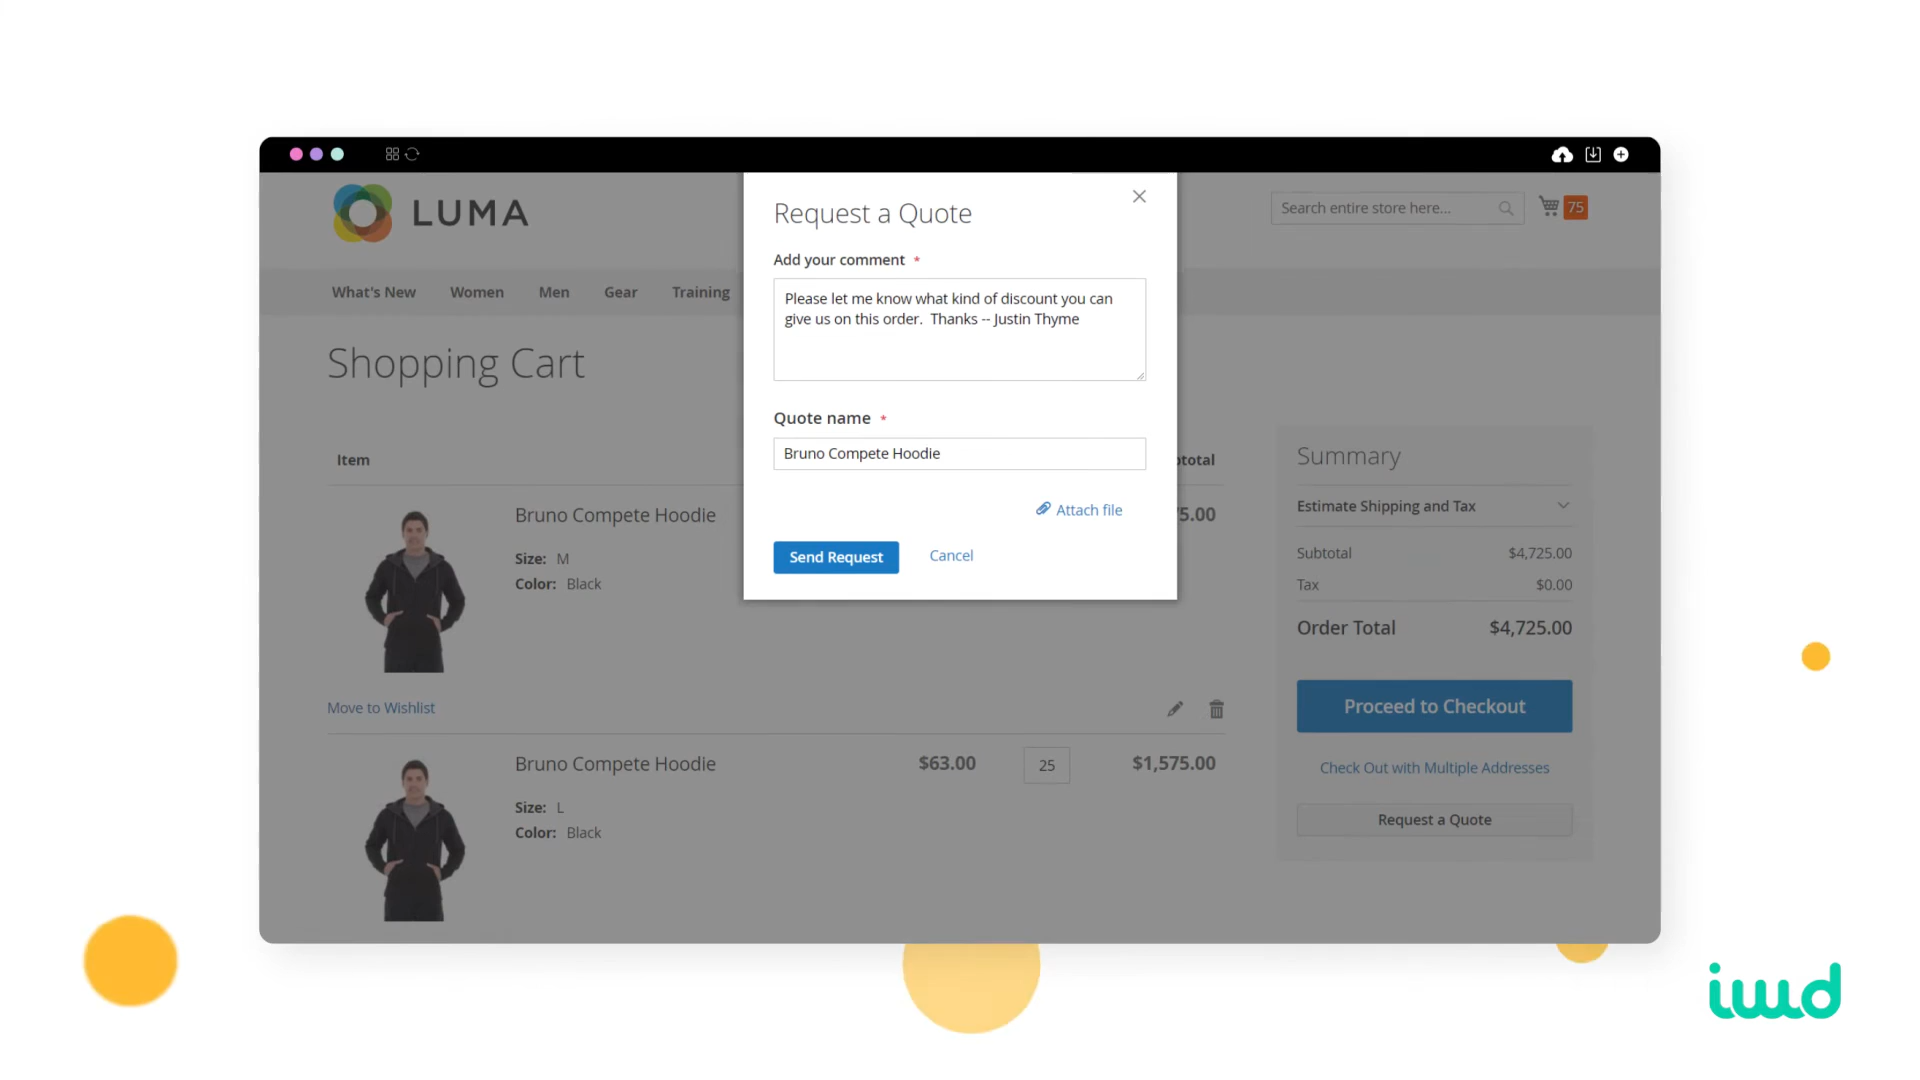 LUMA
Search entire store here...
75
What's New
Women
Men
Gear
Training
Request a Quote
Add your comment *
Please let me know what kind of discount you can
give us on this order.  Thanks -- Justin Thyme
Quote name *
Bruno Compete Hoodie
Attach file
Send Request
Cancel
Shopping Cart
Item
Bruno Compete Hoodie
Size: M
Color: Black
Move to Wishlist
Bruno Compete Hoodie
$63.00
25
$1,575.00
Size: L
Color: Black
Summary
Estimate Shipping and Tax
Subtotal
$4,725.00
Tax
$0.00
Order Total
$4,725.00
Proceed to Checkout
Check Out with Multiple Addresses
Request a Quote
iwd